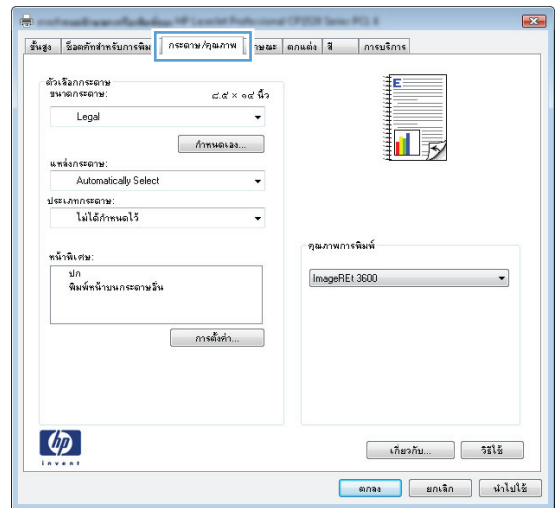 ขั้นสูง ช็อตคัทสำหรับการพิม กระดาษ/คุณภาพ าษณะ ตกแต่ง สี การบริการ
ตัวเลือกกระดาษ
ขนาดกระดาษ: ๘.๕ × ๑๔ นิ้ว
Legal
กำหนดเอง...
แหล่งกระดาษ:
Automatically Select
ประเภทกระดาษ:
ไม่ได้กำหนดไว้
หน้าพิเศษ:
ปก
พิมพ์หน้าบนกระดาษอื่น
การตั้งค่า...
E
คุณภาพการพิมพ์
ImageREt 3600
hp
invent
เกี่ยวกับ... วิธีใช้
ตกลง ยกเลิก นำไปใช้